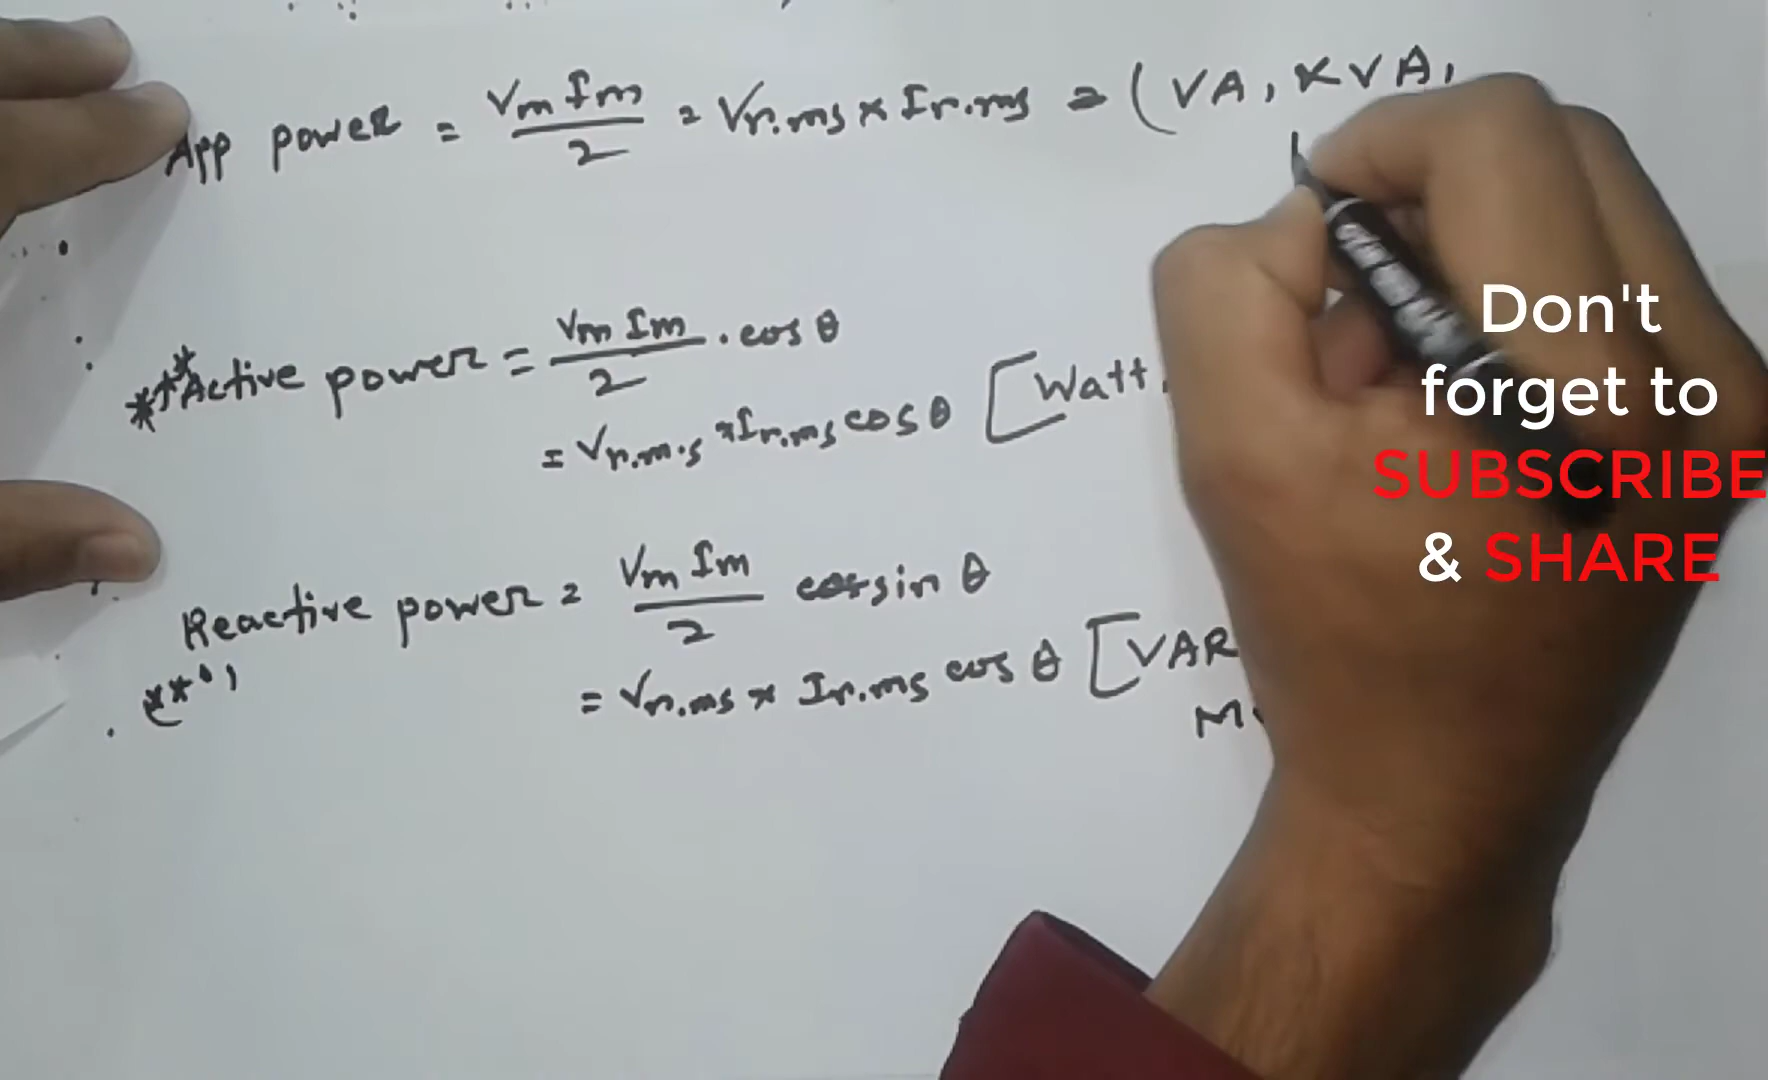 App power = Vm Im / 2 = Vr.ms × Ir.ms = (VA, KVA,
**Active power = Vm Im / 2 . cos θ
= Vr.m.s × Ir.ms cos θ [Watt,
Reactive power = Vm Im / 2 sin θ
= Vr.ms × Ir.ms cos θ [VAR
M
Don't
forget to
SUBSCRIBE
& SHARE